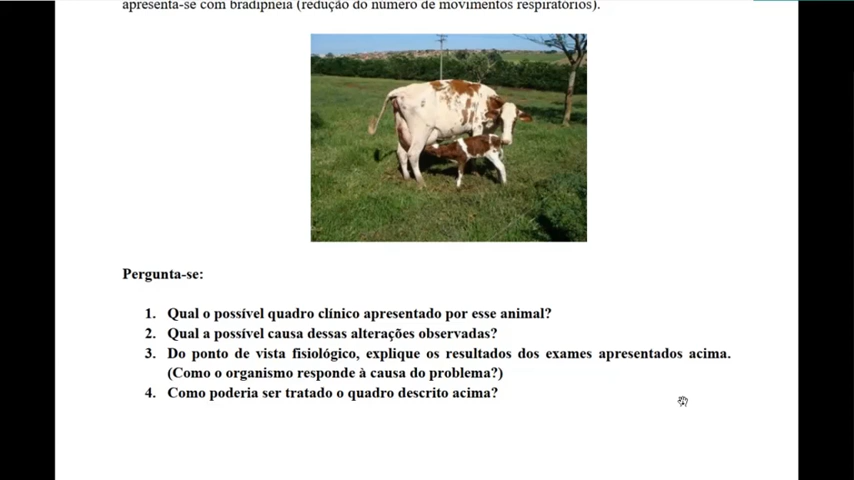 apresenta-se com bradipneia (redução do número de movimentos respiratórios).
Pergunta-se:
1. Qual o possível quadro clínico apresentado por esse animal?
2. Qual a possível causa dessas alterações observadas?
3. Do ponto de vista fisiológico, explique os resultados dos exames apresentados acima.
(Como o organismo responde à causa do problema?)
4. Como poderia ser tratado o quadro descrito acima?